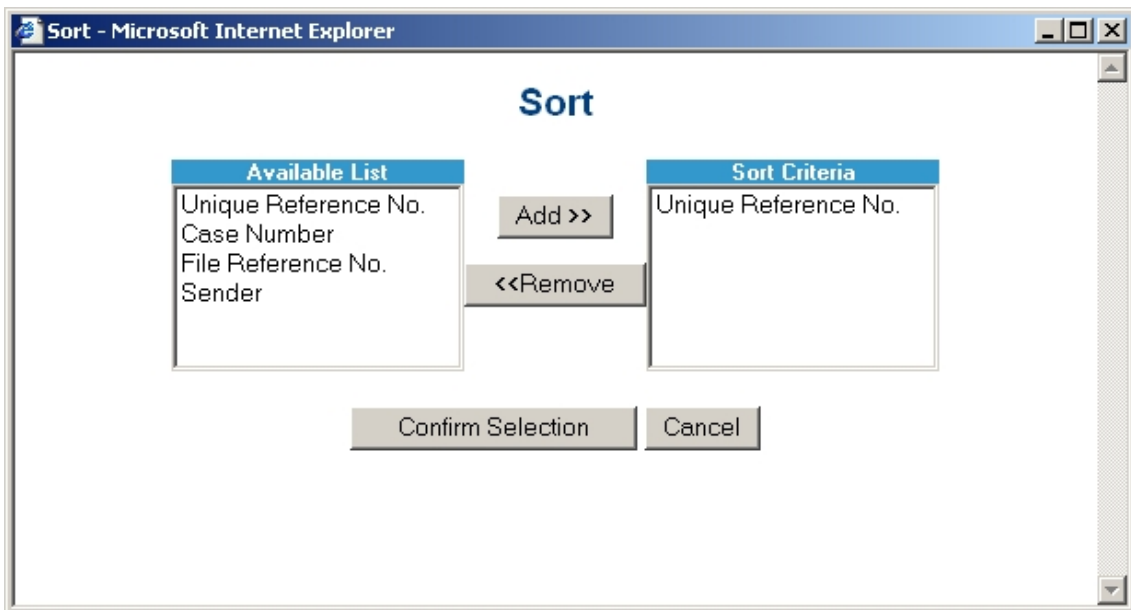 Sort - Microsoft Internet Explorer
Sort
Available List
Unique Reference No.
Case Number
File Reference No.
Sender
Add >>
<<Remove
Sort Criteria
Unique Reference No.
Confirm Selection
Cancel